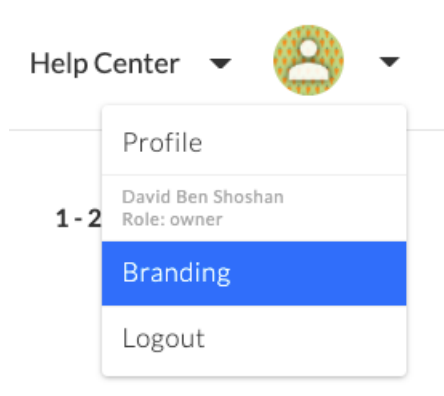 Help Center
Profile
David Ben Shoshan
1 - 2
Role: owner
Branding
Logout